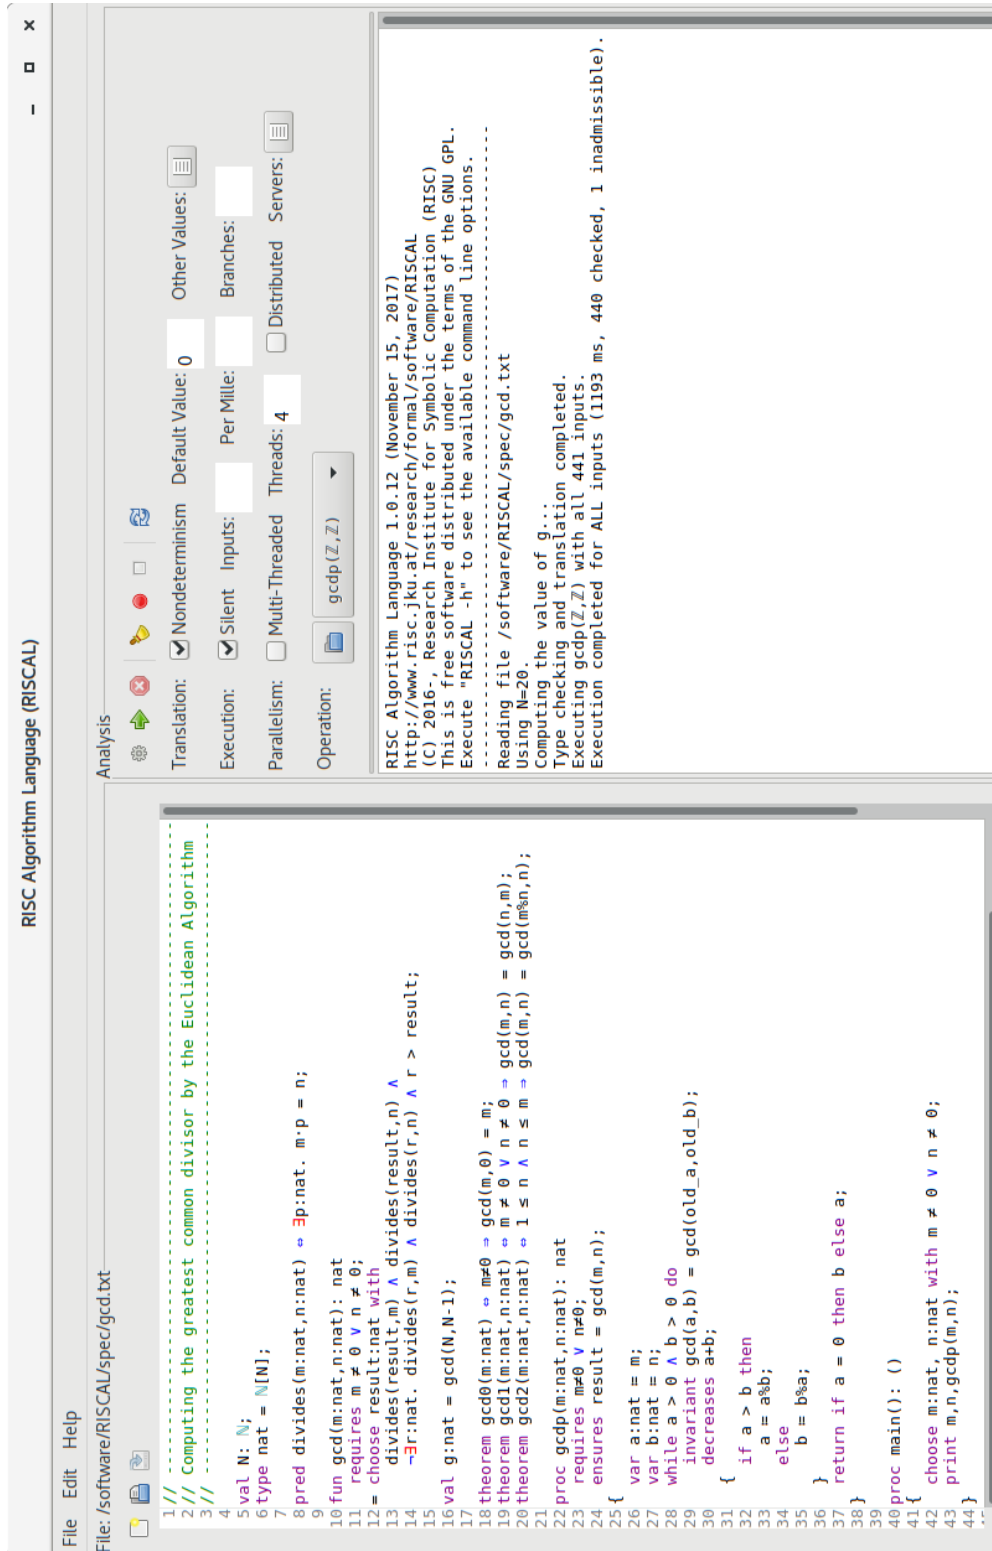 RISC Algorithm Language (RISCAL)
File Edit Help
File: /software/RISCAL/spec/gcd.txt
1 // ---------------------------------------------------------------
2 // Computing the greatest common divisor by the Euclidean Algorithm
3 // ---------------------------------------------------------------
4
5 val N: ℕ;
6 type nat = ℕ[N];
7
8 pred divides(m:nat,n:nat) ⇔ ∃p:nat. m·p = n;
9
10 fun gcd(m:nat,n:nat): nat
11 requires m ≠ 0 ∨ n ≠ 0;
12 = choose result:nat with
13 divides(result,m) ∧ divides(result,n) ∧
14 ¬∃r:nat. divides(r,m) ∧ divides(r,n) ∧ r > result;
15
16 val g:nat = gcd(N,N-1);
17
18 theorem gcd0(m:nat) ⇔ m≠0 ⇒ gcd(m,0) = m;
19 theorem gcd1(m:nat,n:nat) ⇔ m ≠ 0 ∨ n ≠ 0 ⇒ gcd(m,n) = gcd(n,m);
20 theorem gcd2(m:nat,n:nat) ⇔ 1 ≤ n ∧ n ≤ m ⇒ gcd(m,n) = gcd(m%n,n);
21
22 proc gcdp(m:nat,n:nat): nat
23 requires m≠0 ∨ n≠0;
24 ensures result = gcd(m,n);
25 {
26 var a:nat ≔ m;
27 var b:nat ≔ n;
28 while a > 0 ∧ b > 0 do
29 invariant gcd(a,b) = gcd(old_a,old_b);
30 decreases a+b;
31 {
32 if a > b then
33 a ≔ a%b;
34 else
35 b ≔ b%a;
36 }
37 return if a = 0 then b else a;
38 }
39
40 proc main(): ()
41 {
42 choose m:nat, n:nat with m ≠ 0 ∨ n ≠ 0;
43 print m,n,gcdp(m,n);
44 }
Analysis
Translation: Nondeterminism Default Value: 0 Other Values:
Execution: Silent Inputs: Per Mille: Branches:
Parallelism: Multi-Threaded Threads: 4 Distributed Servers:
Operation: gcdp(ℤ,ℤ)
RISC Algorithm Language 1.0.12 (November 15, 2017)
http://www.risc.jku.at/research/formal/software/RISCAL
(C) 2016-, Research Institute for Symbolic Computation (RISC)
This is free software distributed under the terms of the GNU GPL.
Execute "RISCAL -h" to see the available command line options.
-----------------------------------------------------------------
Reading file /software/RISCAL/spec/gcd.txt
Using N=20.
Computing the value of g...
Type checking and translation completed.
Executing gcdp(ℤ,ℤ) with all 441 inputs.
Execution completed for ALL inputs (1193 ms, 440 checked, 1 inadmissible).